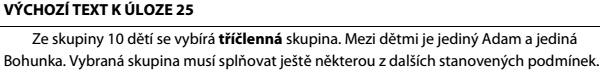 VÝCHOZÍ TEXT K ÚLOZE 25
Ze skupiny 10 dětí se vybírá tříčlenná skupina. Mezi dětmi je jediný Adam a jediná
Bohunka. Vybraná skupina musí splňovat ještě některou z dalších stanovených podmínek.